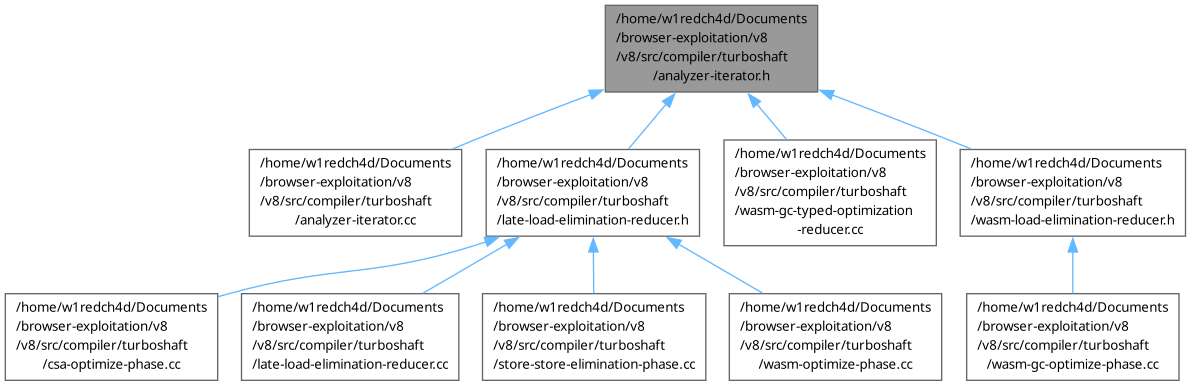 /home/w1redch4d/Documents
/browser-exploitation/v8
/v8/src/compiler/turboshaft
/analyzer-iterator.h
/home/w1redch4d/Documents
/browser-exploitation/v8
/v8/src/compiler/turboshaft
/analyzer-iterator.cc
/home/w1redch4d/Documents
/browser-exploitation/v8
/v8/src/compiler/turboshaft
/late-load-elimination-reducer.h
/home/w1redch4d/Documents
/browser-exploitation/v8
/v8/src/compiler/turboshaft
/wasm-gc-typed-optimization
-reducer.cc
/home/w1redch4d/Documents
/browser-exploitation/v8
/v8/src/compiler/turboshaft
/wasm-load-elimination-reducer.h
/home/w1redch4d/Documents
/browser-exploitation/v8
/v8/src/compiler/turboshaft
/csa-optimize-phase.cc
/home/w1redch4d/Documents
/browser-exploitation/v8
/v8/src/compiler/turboshaft
/late-load-elimination-reducer.cc
/home/w1redch4d/Documents
/browser-exploitation/v8
/v8/src/compiler/turboshaft
/store-store-elimination-phase.cc
/home/w1redch4d/Documents
/browser-exploitation/v8
/v8/src/compiler/turboshaft
/wasm-optimize-phase.cc
/home/w1redch4d/Documents
/browser-exploitation/v8
/v8/src/compiler/turboshaft
/wasm-gc-optimize-phase.cc